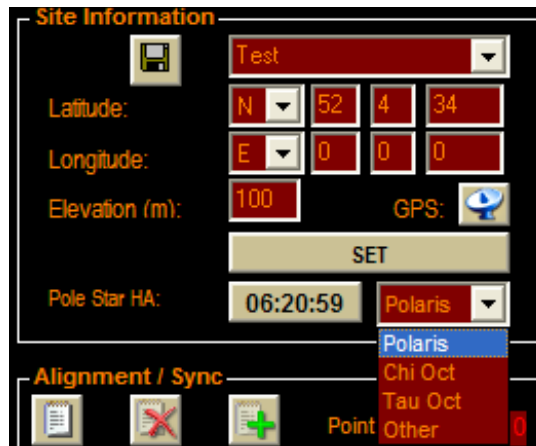 Site Information
Test
Latitude: N 52 4 34
Longitude: E 0 0 0
Elevation (m): 100 GPS:
SET
Pole Star HA: 06:20:59 Polaris
Polaris
Chi Oct
Tau Oct
Other
Alignment / Sync
Point 0